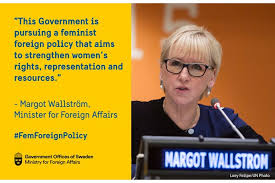 "This Government is
pursuing a feminist
foreign policy that aims
to strengthen women's
rights, representation and
resources."
- Margot Wallström,
Minister for Foreign Affairs
#FemForeignPolicy
Government Offices of Sweden
Ministry for Foreign Affairs
MARGOT WALLSTROM
Loey Felipe/UN Photo